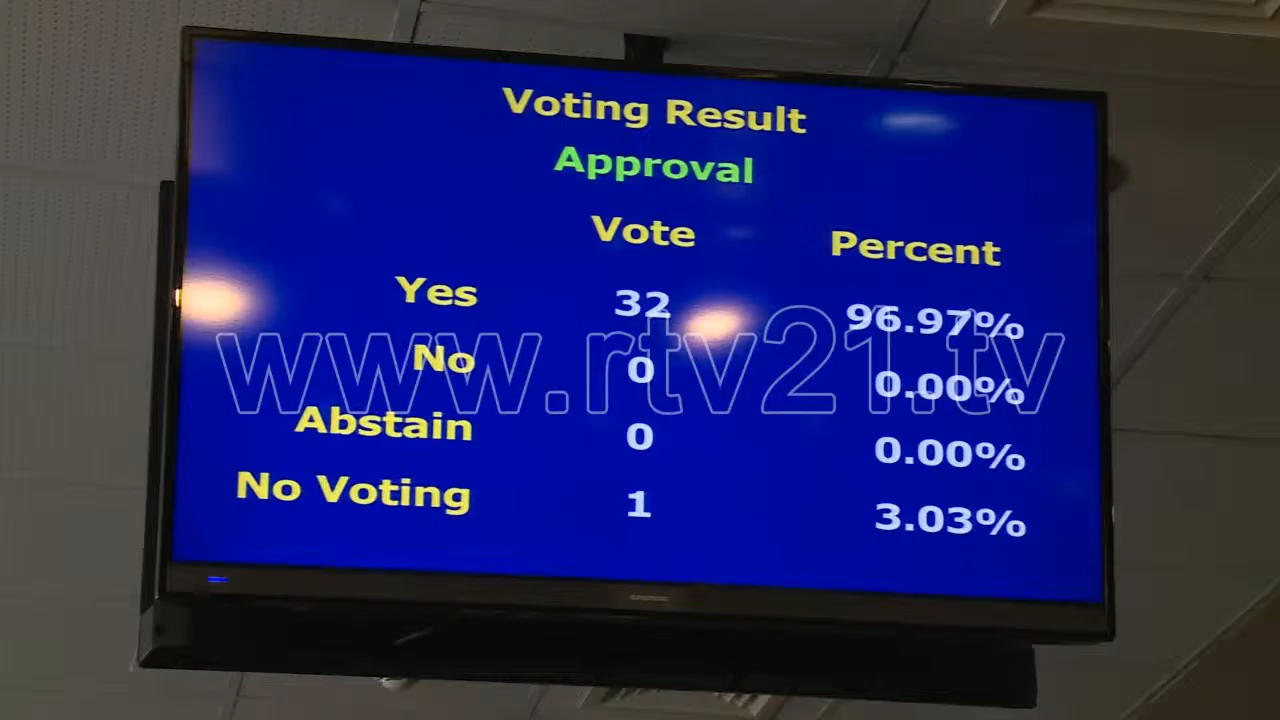 Voting Result
Approval
Vote Percent
Yes 32 96.97%
No 0 0.00%
Abstain 0 0.00%
No Voting 1 3.03%
www.rtv21.tv
GRUNDIG